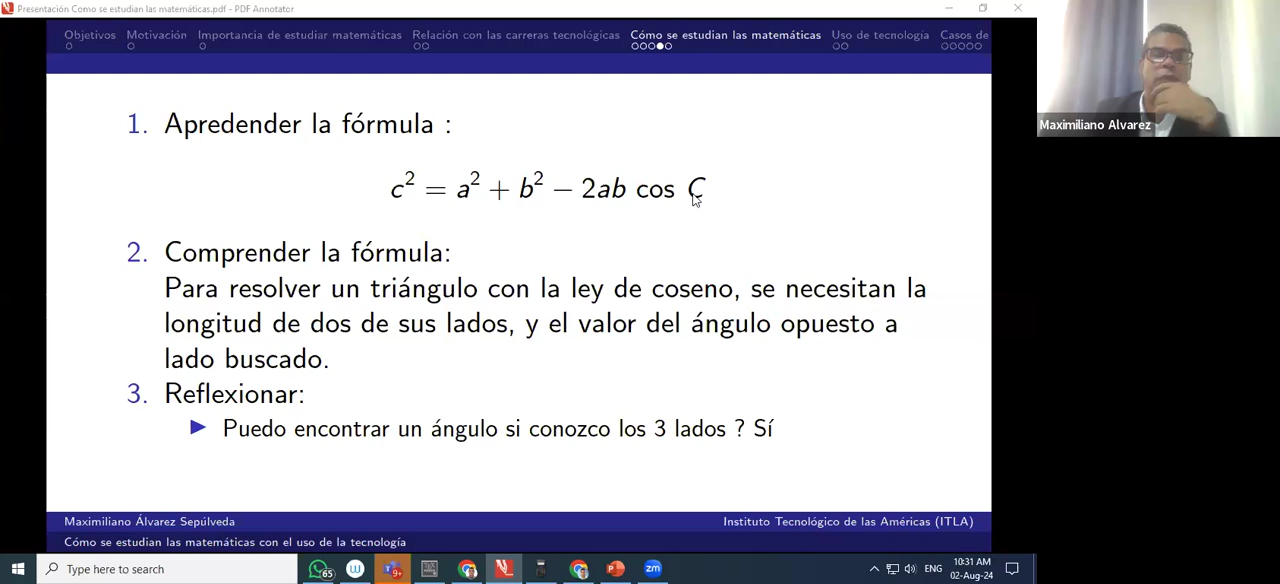 Presentación Como se estudian las matemáticas.pdf - PDF Annotator
Objetivos Motivación Importancia de estudiar matemáticas Relación con las carreras tecnológicas Cómo se estudian las matemáticas Uso de tecnología Casos de
Maximiliano Alvarez
1. Apredender la fórmula :
c² = a² + b² − 2ab cos C
2. Comprender la fórmula:
Para resolver un triángulo con la ley de coseno, se necesitan la
longitud de dos de sus lados, y el valor del ángulo opuesto a
lado buscado.
3. Reflexionar:
Puedo encontrar un ángulo si conozco los 3 lados ? Sí
Maximiliano Álvarez Sepúlveda Instituto Tecnológico de las Américas (ITLA)
Cómo se estudian las matemáticas con el uso de la tecnología
Type here to search 65 W 9+ zm ENG 10:31 AM
02-Aug-24